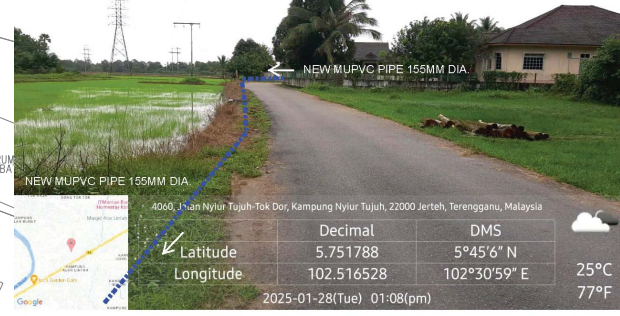 NEW MUPVC PIPE 155MM DIA.
NEW MUPVC PIPE 155MM DIA.
4060, Jalan Nyiur Tujuh-Tok Dor, Kampung Nyiur Tujuh, 22000 Jerteh, Terengganu, Malaysia
Decimal DMS
Latitude 5.751788 5°45'6" N
Longitude 102.516528 102°30'59" E
25°C
77°F
2025-01-28(Tue) 01:08(pm)
Google